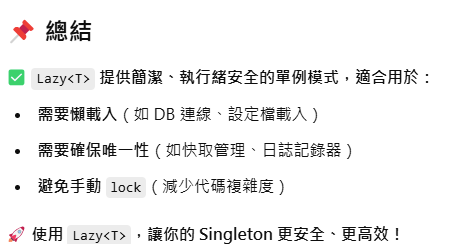 📌 總結
✅ Lazy<T> 提供簡潔、執行緒安全的單例模式，適合用於：
• 需要懶載入（如 DB 連線、設定檔載入）
• 需要確保唯一性（如快取管理、日誌記錄器）
• 避免手動 lock（減少代碼複雜度）
🚀 使用 Lazy<T>，讓你的 Singleton 更安全、更高效！